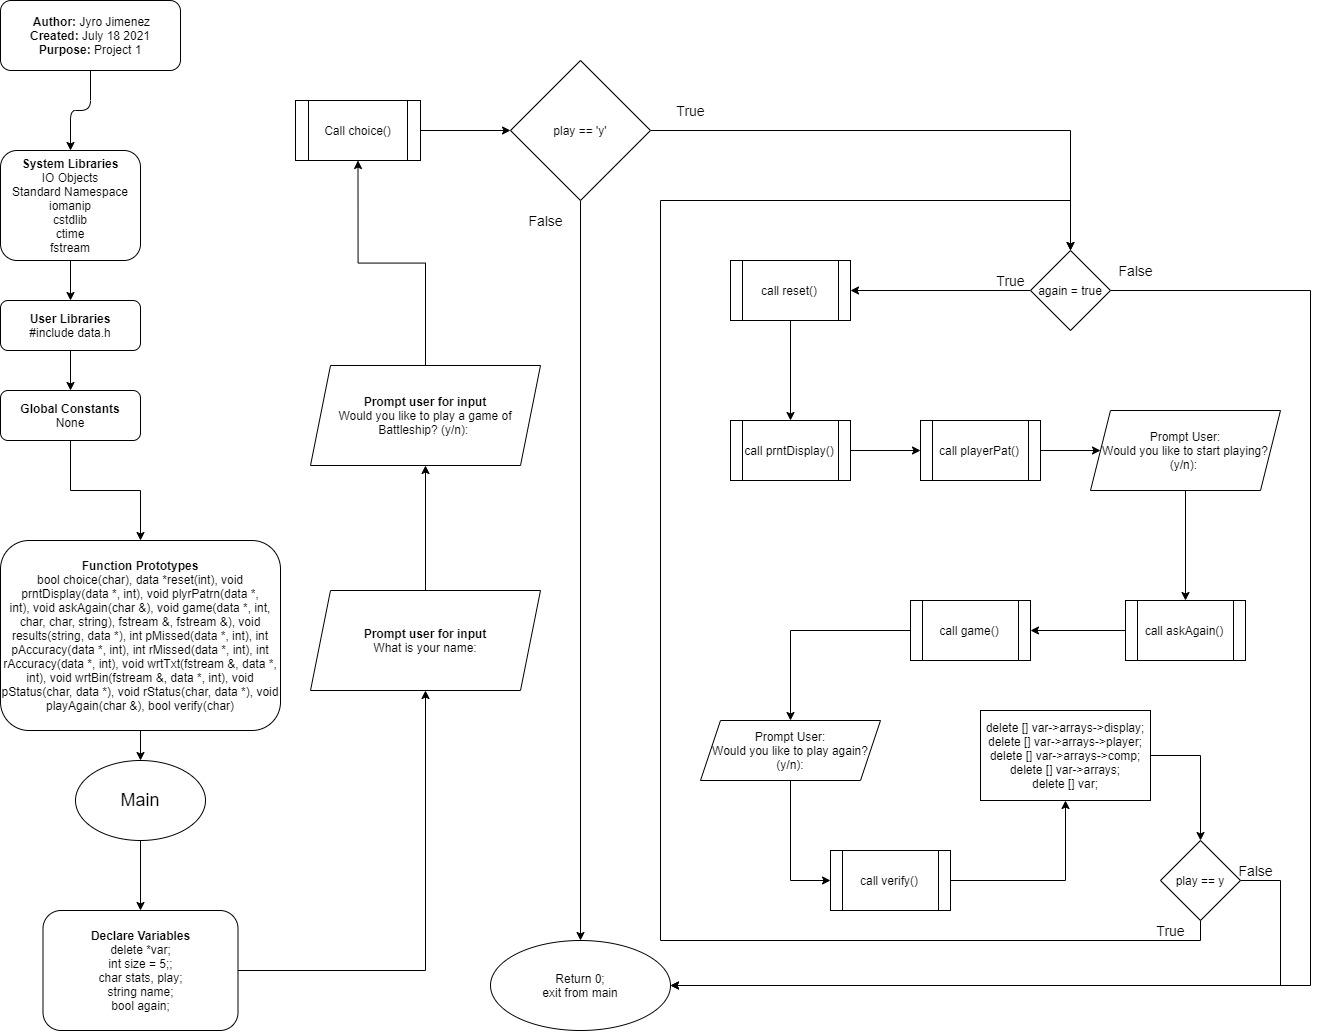 Author: Jyro Jimenez
Created: July 18 2021
Purpose: Project 1
System Libraries
IO Objects
Standard Namespace
iomanip
cstdlib
ctime
fstream
User Libraries
#include data.h
Global Constants
None
Function Prototypes
bool choice(char), data *reset(int), void
prntDisplay(data *, int), void plyrPatrn(data *,
int), void askAgain(char &), void game(data *, int,
char, char, string), fstream &, fstream &), void
results(string, data *), int pMissed(data *, int), int
pAccuracy(data *, int), int rMissed(data *, int), int
rAccuracy(data *, int), void wrtTxt(fstream &, data *,
int), void wrtBin(fstream &, data *, int), void
pStatus(char, data *), void rStatus(char, data *), void
playAgain(char &), bool verify(char)
Main
Declare Variables
delete *var;
int size = 5;;
char stats, play;
string name;
bool again;
Prompt user for input
What is your name:
Prompt user for input
Would you like to play a game of
Battleship? (y/n):
Call choice()
play == 'y'
True
False
again = true
True
False
call reset()
call prntDisplay()
call playerPat()
Prompt User:
Would you like to start playing?
(y/n):
call askAgain()
call game()
Prompt User:
Would you like to play again?
(y/n):
call verify()
delete [] var->arrays->display;
delete [] var->arrays->player;
delete [] var->arrays->comp;
delete [] var->arrays;
delete [] var;
play == y
False
True
Return 0;
exit from main